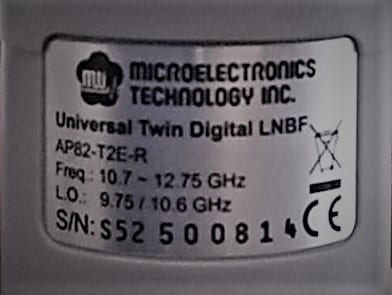 MICROELECTRONICS
TECHNOLOGY INC.
Universal Twin Digital LNBF
AP82-T2E-R
Freq.: 10.7 ~ 12.75 GHz
L.O.: 9.75 / 10.6 GHz
S/N: S52 500814 CE